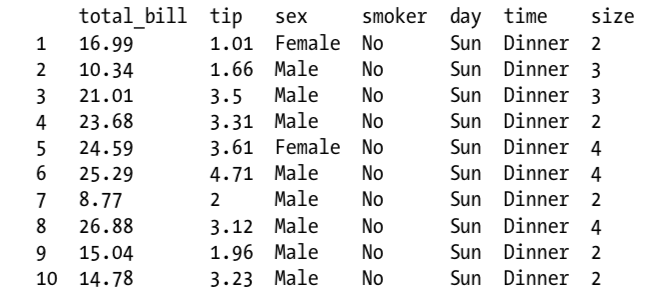 total_bill tip sex smoker day time size
1 16.99 1.01 Female No Sun Dinner 2
2 10.34 1.66 Male No Sun Dinner 3
3 21.01 3.5 Male No Sun Dinner 3
4 23.68 3.31 Male No Sun Dinner 2
5 24.59 3.61 Female No Sun Dinner 4
6 25.29 4.71 Male No Sun Dinner 4
7 8.77 2 Male No Sun Dinner 2
8 26.88 3.12 Male No Sun Dinner 4
9 15.04 1.96 Male No Sun Dinner 2
10 14.78 3.23 Male No Sun Dinner 2